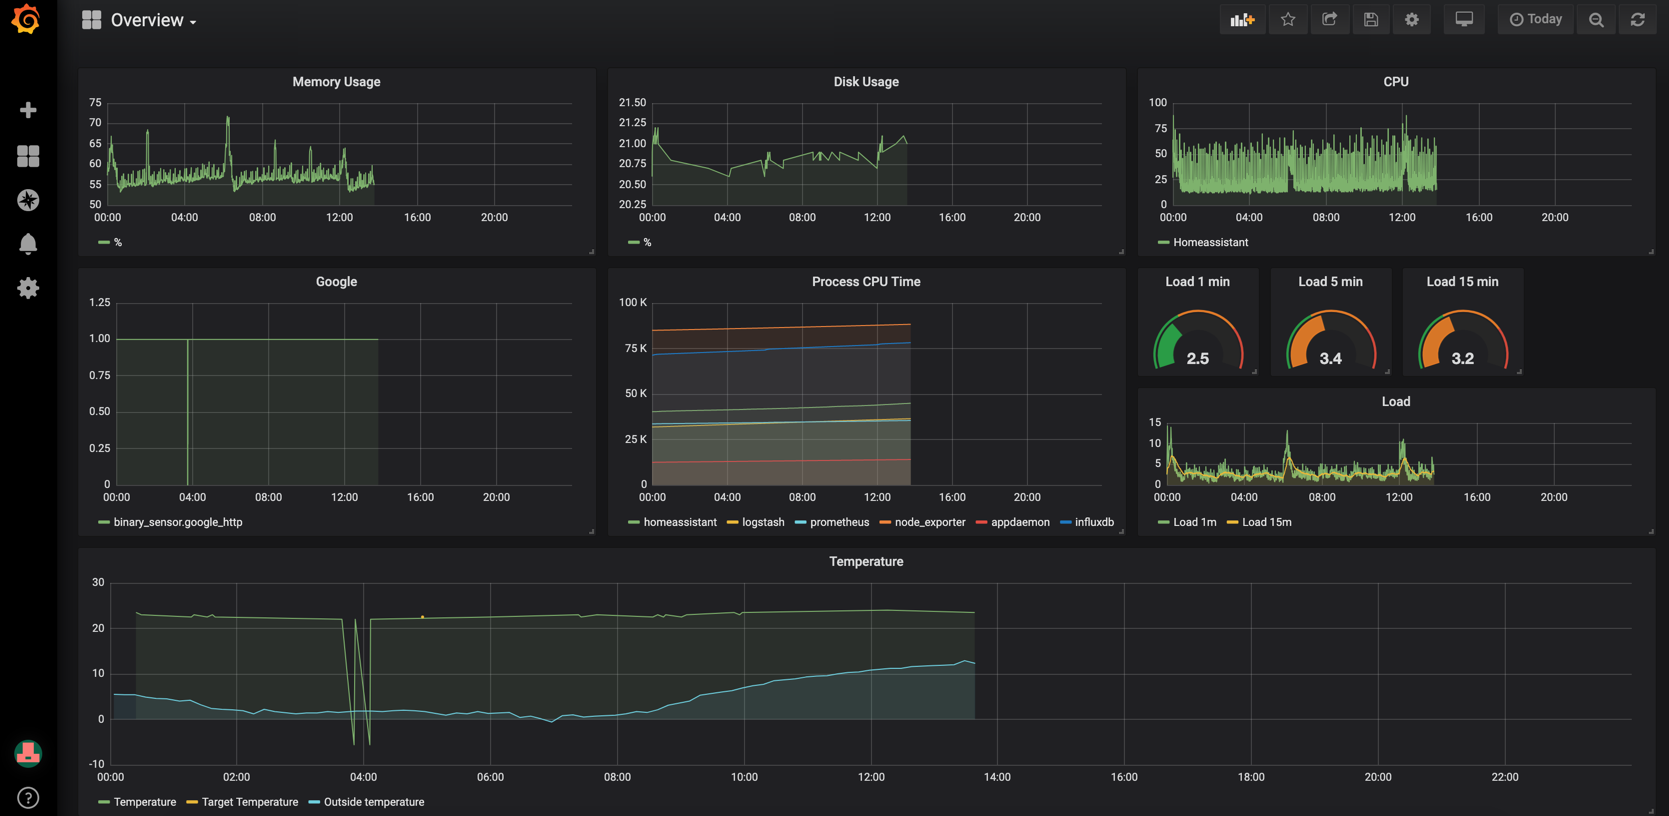 Overview
Today
Memory Usage
75
70
65
60
55
50
00:00 04:00 08:00 12:00 16:00 20:00
%
Disk Usage
21.50
21.25
21.00
20.75
20.50
20.25
00:00 04:00 08:00 12:00 16:00 20:00
%
CPU
100
75
50
25
0
00:00 04:00 08:00 12:00 16:00 20:00
Homeassistant
Google
1.25
1.00
0.75
0.50
0.25
0
00:00 04:00 08:00 12:00 16:00 20:00
binary_sensor.google_http
Process CPU Time
100 K
75 K
50 K
25 K
0
00:00 04:00 08:00 12:00 16:00 20:00
homeassistant logstash prometheus node_exporter appdaemon influxdb
Load 1 min
2.5
Load 5 min
3.4
Load 15 min
3.2
Load
15
10
5
0
00:00 04:00 08:00 12:00 16:00 20:00
Load 1m Load 15m
Temperature
30
20
10
0
-10
00:00 02:00 04:00 06:00 08:00 10:00 12:00 14:00 16:00 18:00 20:00 22:00
Temperature Target Temperature Outside temperature